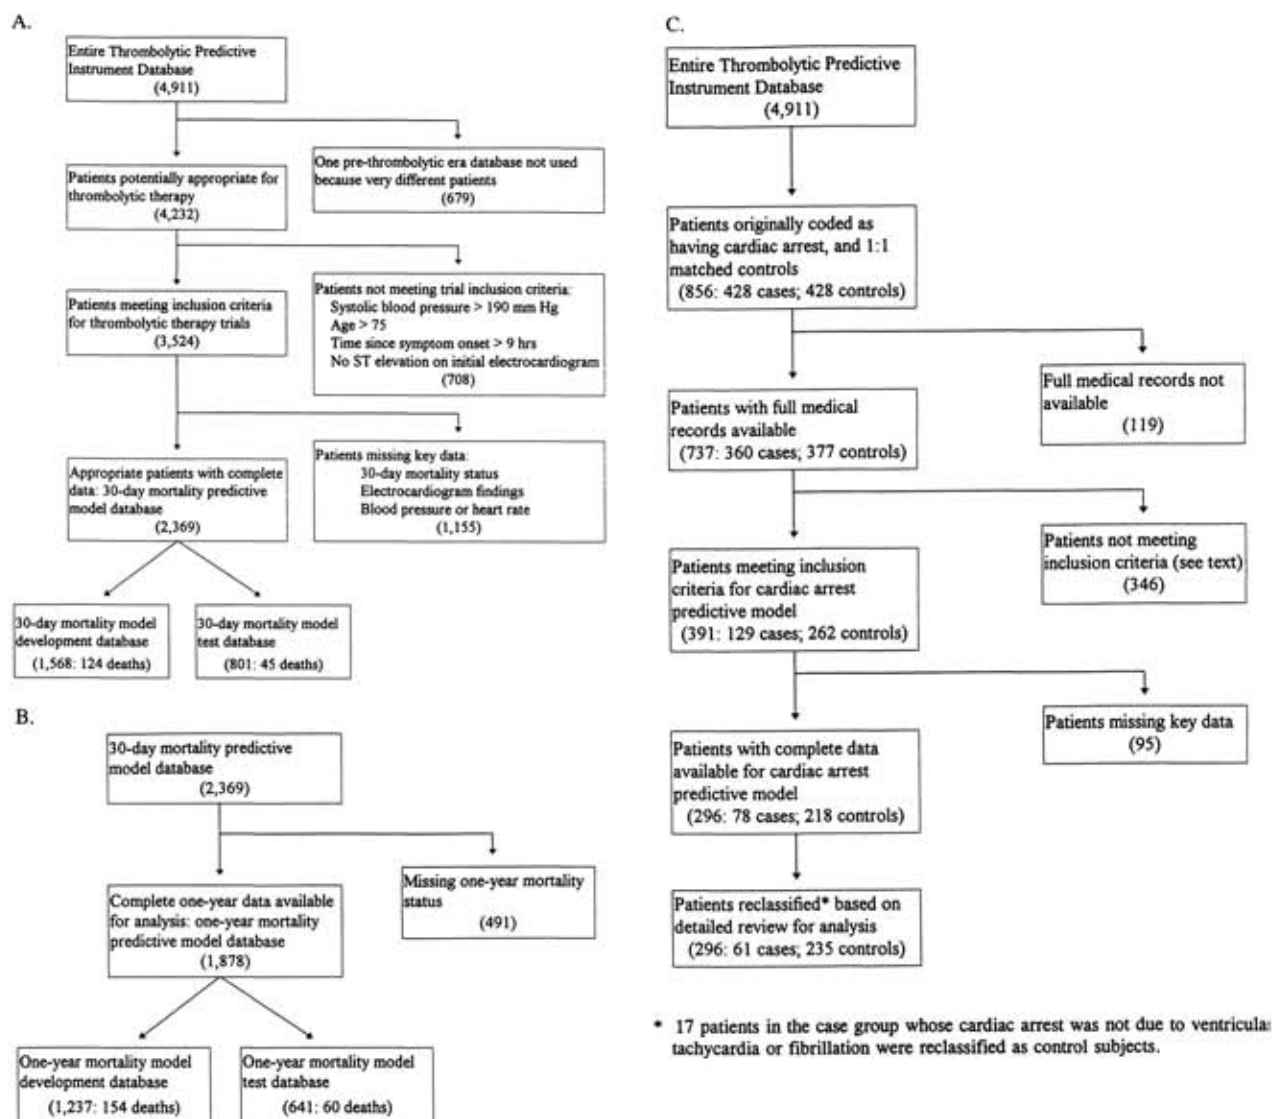 A.
Entire Thrombolytic Predictive
Instrument Database
(4,911)
Patients potentially appropriate for
thrombolytic therapy
(4,232)
One pre-thrombolytic era database not used
because very different patients
(679)
Patients meeting inclusion criteria
for thrombolytic therapy trials
(3,524)
Patients not meeting trial inclusion criteria:
Systolic blood pressure > 190 mm Hg
Age > 75
Time since symptom onset > 9 hrs
No ST elevation on initial electrocardiogram
(708)
Appropriate patients with complete
data: 30-day mortality predictive
model database
(2,369)
Patients missing key data:
30-day mortality status
Electrocardiogram findings
Blood pressure or heart rate
(1,155)
30-day mortality model
development database
(1,568: 124 deaths)
30-day mortality model
test database
(801: 45 deaths)
B.
30-day mortality predictive
model database
(2,369)
Complete one-year data available
for analysis: one-year mortality
predictive model database
(1,878)
Missing one-year mortality
status
(491)
One-year mortality model
development database
(1,237: 154 deaths)
One-year mortality model
test database
(641: 60 deaths)
C.
Entire Thrombolytic Predictive
Instrument Database
(4,911)
Patients originally coded as
having cardiac arrest, and 1:1
matched controls
(856: 428 cases; 428 controls)
Full medical records not
available
(119)
Patients with full medical
records available
(737: 360 cases; 377 controls)
Patients not meeting
inclusion criteria (see text)
(346)
Patients meeting inclusion
criteria for cardiac arrest
predictive model
(391: 129 cases; 262 controls)
Patients missing key data
(95)
Patients with complete data
available for cardiac arrest
predictive model
(296: 78 cases; 218 controls)
Patients reclassified* based on
detailed review for analysis
(296: 61 cases; 235 controls)
* 17 patients in the case group whose cardiac arrest was not due to ventricula
tachycardia or fibrillation were reclassified as control subjects.